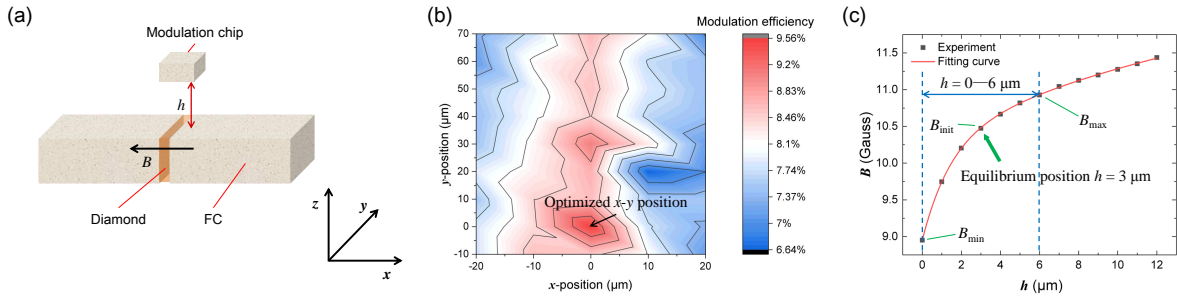 (a)
Modulation chip
h
B
Diamond
FC
z
y
x
(b)
Modulation efficiency
y-position (μm)
70
60
50
40
30
20
10
0
-10
-20
-10
0
10
20
x-position (μm)
Optimized x-y position
9.56%
9.2%
8.83%
8.47%
8.1%
7.74%
7.37%
7%
6.64%
(c)
B (Gauss)
11.5
11.0
10.5
10.0
9.5
9.0
0
2
4
6
8
10
12
h (μm)
Experiment
Fitting curve
h = 0—6 μm
Binit
Bmax
Equilibrium position h = 3 μm
Bmin